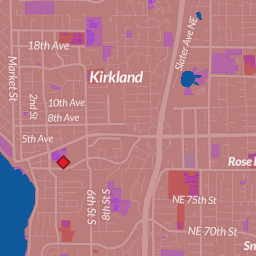 Slater Ave NE
18th Ave
Kirkland
Market St
2nd St
10th Ave
8th Ave
5th Ave
Rose
6th St S
8th St S
NE 75th St
NE 70th St